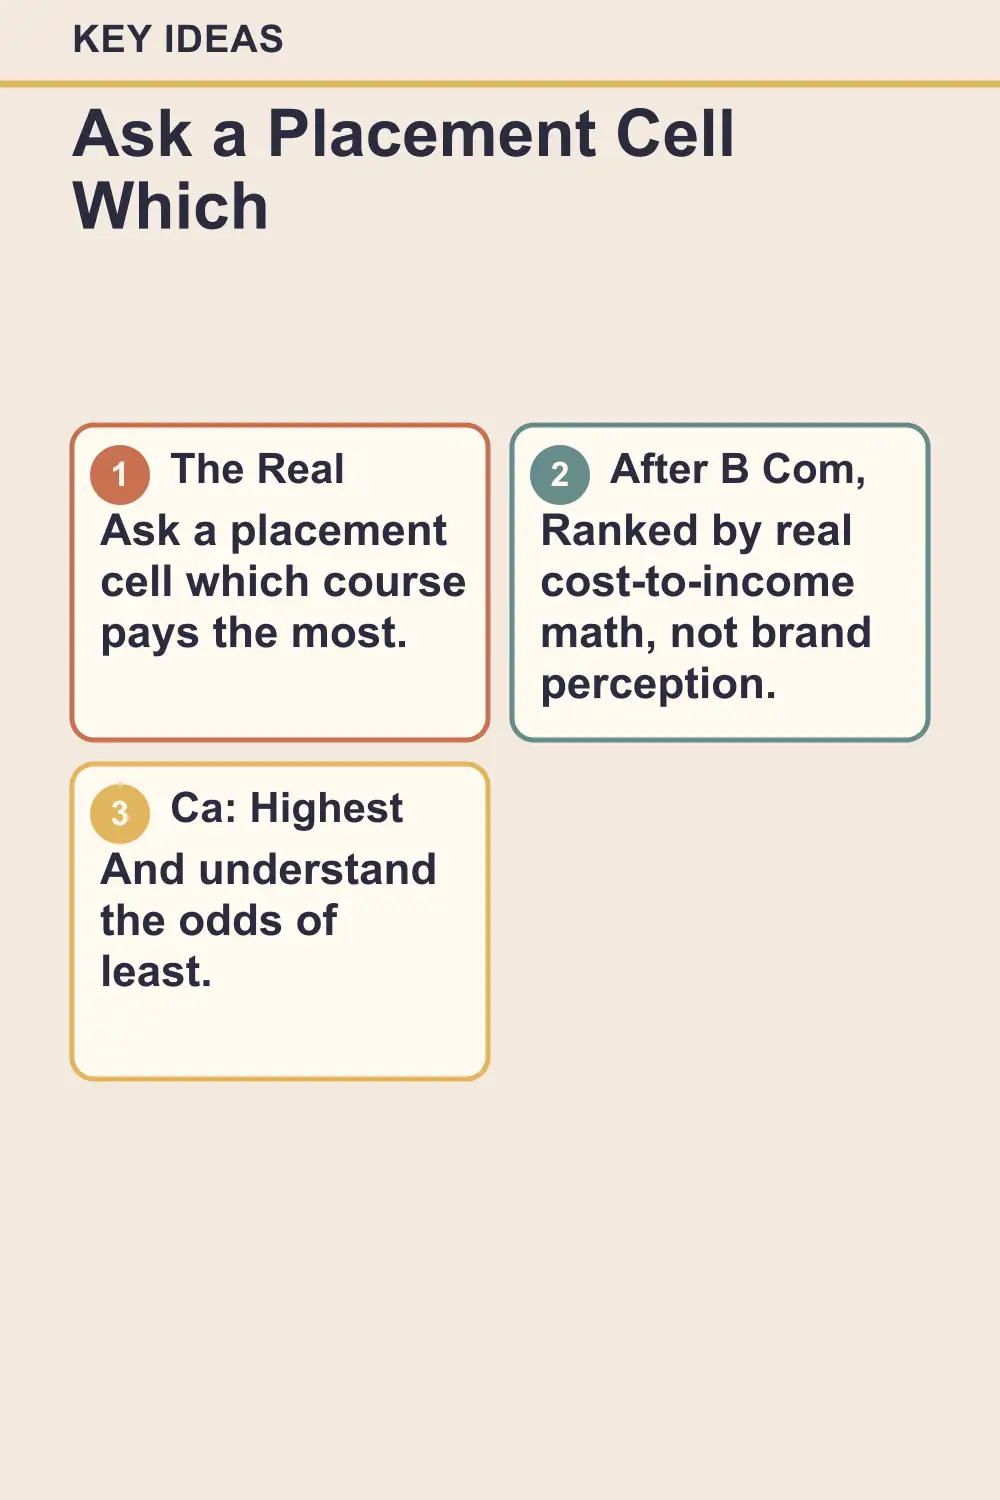 KEY IDEAS
Ask a Placement Cell
Which
1 The Real
Ask a placement
cell which course
pays the most.
2 After B Com,
Ranked by real
cost-to-income
math, not brand
perception.
3 Ca: Highest
And understand
the odds of
least.